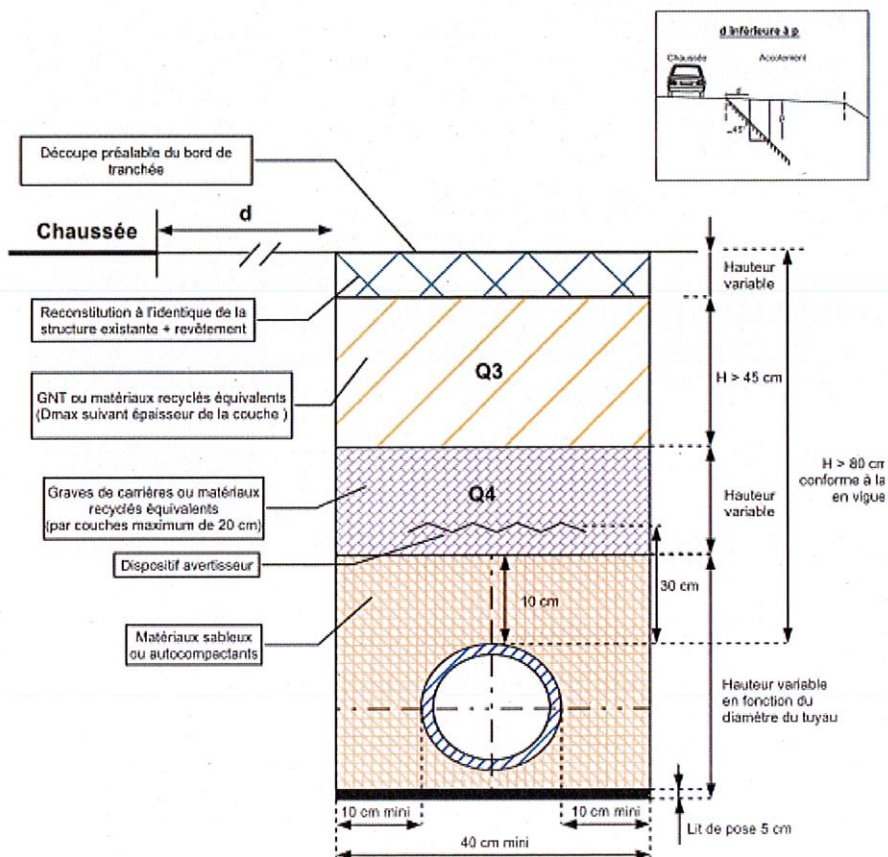 d inférieure à p
Chaussée
Accotement
d
p
45°
Découpe préalable du bord de
tranchée
Chaussée
d
Hauteur
variable
Reconstitution à l'identique de la
structure existante + revêtement
Q3
H > 45 cm
GNT ou matériaux recyclés équivalents
(Dmax suivant épaisseur de la couche )
H > 80 cm
conforme à la
en vigue
Graves de carrières ou matériaux
recyclés équivalents
(par couches maximum de 20 cm)
Q4
Hauteur
variable
Dispositif avertisseur
10 cm
30 cm
Matériaux sableux
ou autocompactants
Hauteur variable
en fonction du
diamètre du tuyau
10 cm mini
10 cm mini
Lit de pose 5 cm
40 cm mini